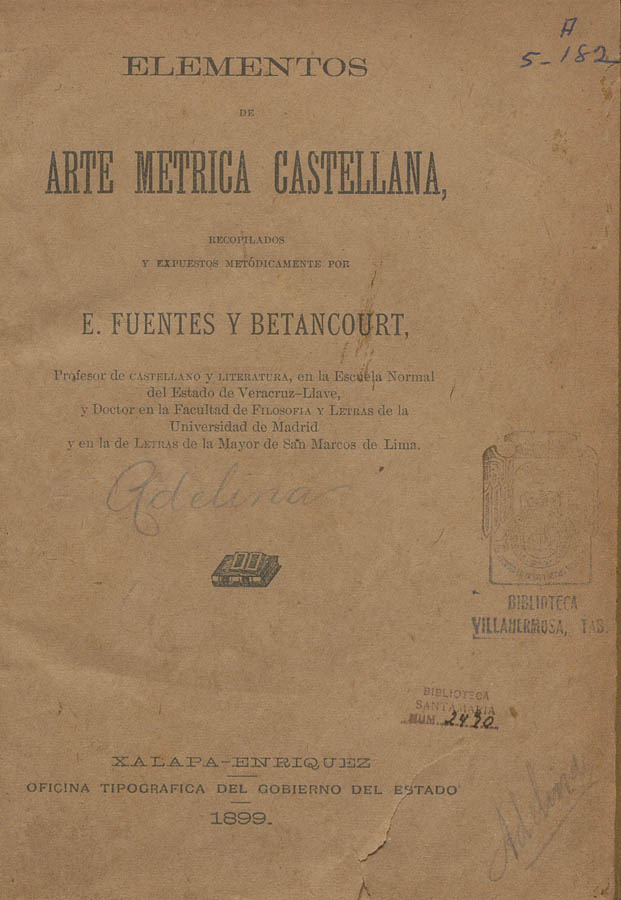 A
5-182
ELEMENTOS
DE
ARTE METRICA CASTELLANA,
RECOPILADOS
Y EXPUESTOS METÓDICAMENTE POR
E. FUENTES Y BETANCOURT,
Profesor de CASTELLANO y LITERATURA, en la Escuela Normal
del Estado de Veracruz-Llave,
y Doctor en la Facultad de FILOSOFIA Y LETRAS de la
Universidad de Madrid
y en la de LETRAS de la Mayor de San Marcos de Lima.
Adelina
BIBLIOTECA
VILLAHERMOSA, TAB.
BIBLIOTECA
SANTAMARIA
NUM. 2420
XALAPA-ENRIQUEZ
OFICINA TIPOGRAFICA DEL GOBIERNO DEL ESTADO
1899.
Adelina